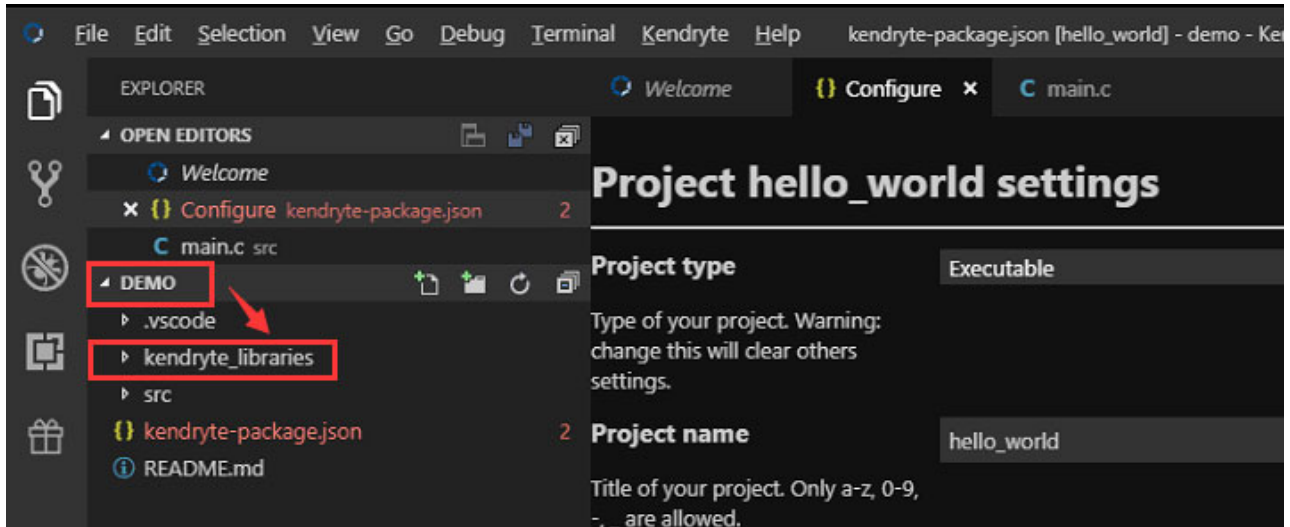 File Edit Selection View Go Debug Terminal Kendryte Help kendryte-package.json [hello_world] - demo - Ke
EXPLORER
OPEN EDITORS
Welcome
Configure kendryte-package.json 2
main.c src
DEMO
.vscode
kendryte_libraries
src
{} kendryte-package.json 2
README.md
Welcome {} Configure × C main.c
Project hello_world settings
Project type Executable
Type of your project. Warning:
change this will clear others
settings.
Project name hello_world
Title of your project. Only a-z, 0-9,
-, _ are allowed.